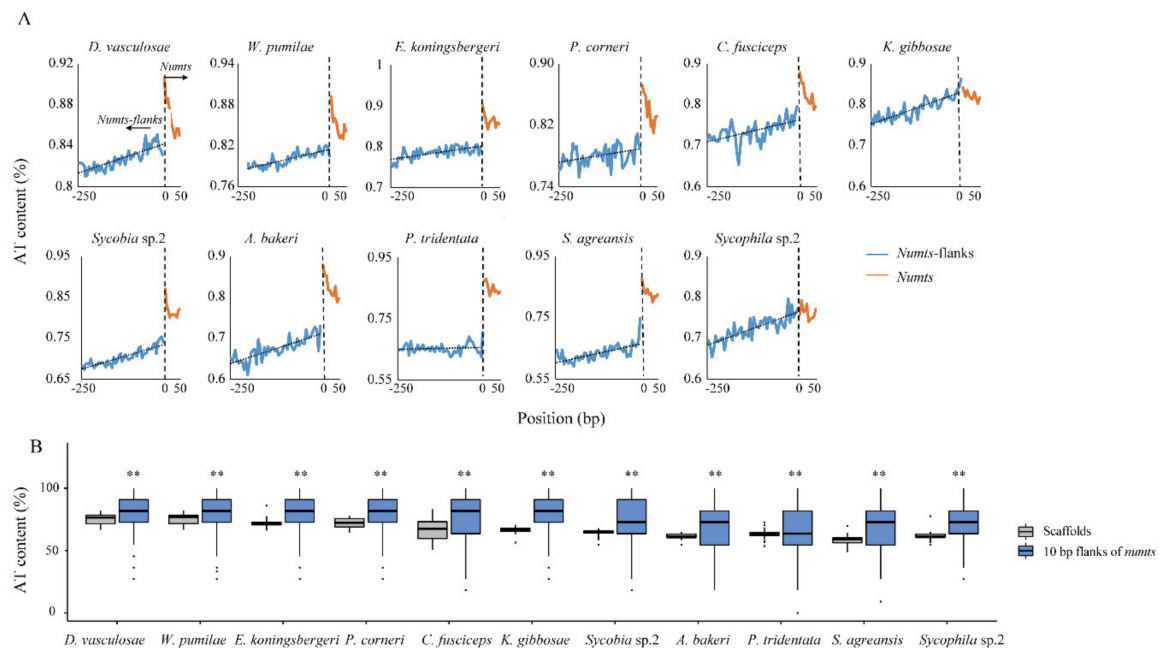 A
D. vasculosae W. pumilae E. koningsbergeri P. corneri C. fusciceps K. gibbosae
0.92 0.94 1 0.9 0.9 0.9
Numts
0.88 0.88 0.9 0.82 0.8 0.8
Numts-flanks
0.84 0.82 0.8 0.7 0.7
0.8 0.76 0.7 0.74 0.6 0.6
-250 0 50 -250 0 50 -250 0 50 -250 0 50 -250 0 50 -250 0 50
AT content (%)
Sycobia sp.2 A. bakeri P. tridentata S. agreansis Sycophila sp.2
0.95 0.9 0.95 0.95 0.9
0.85 0.8 0.8
0.75 0.7 0.75 0.75 0.7
0.65 0.6 0.55 0.55 0.6
-250 0 50 -250 0 50 -250 0 50 -250 0 50 -250 0 50
Numts-flanks
Numts
Position (bp)
B
AT content (%)
** ** ** ** ** ** ** ** ** ** **
100
50
0
Scaffolds
10 bp flanks of numts
D. vasculosae W. pumilae E. koningsbergeri P. corneri C. fusciceps K. gibbosae Sycobia sp.2 A. bakeri P. tridentata S. agreansis Sycophila sp.2